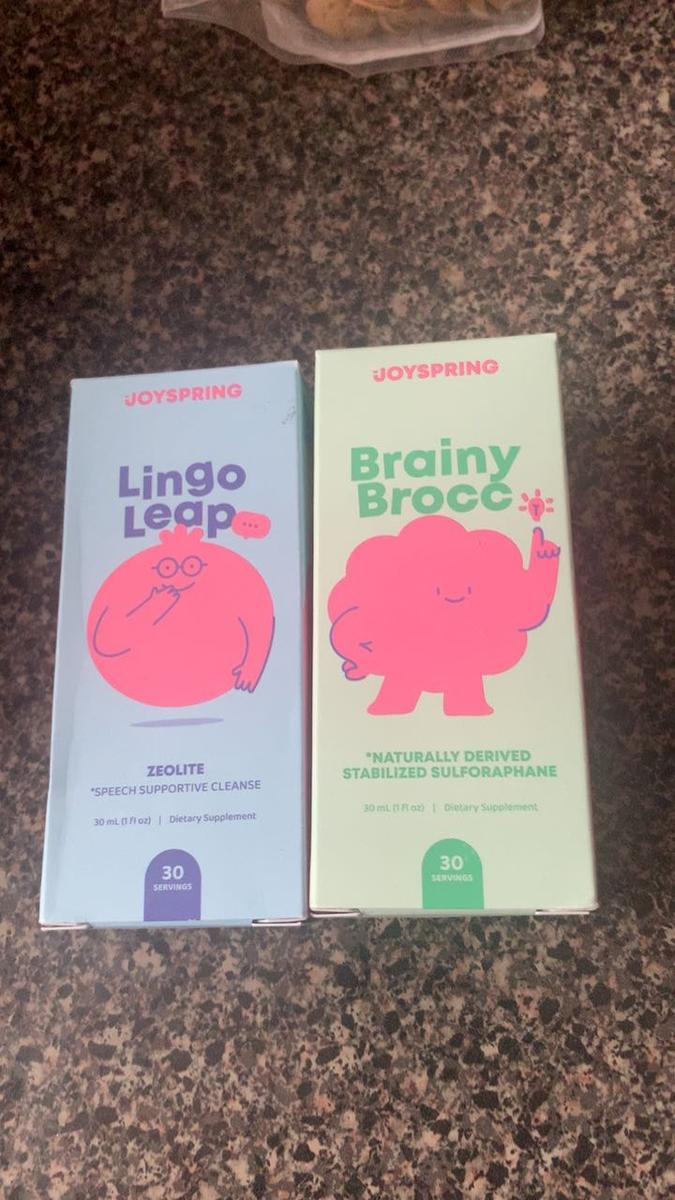 JOYSPRING
Lingo
Leap
ZEOLITE
*SPEECH SUPPORTIVE CLEANSE
30 mL (1 fl oz) | Dietary Supplement
30
SERVINGS
JOYSPRING
Brainy
Brocc
*NATURALLY DERIVED
STABILIZED SULFORAPHANE
30 mL (1 fl oz) | Dietary Supplement
30
SERVINGS